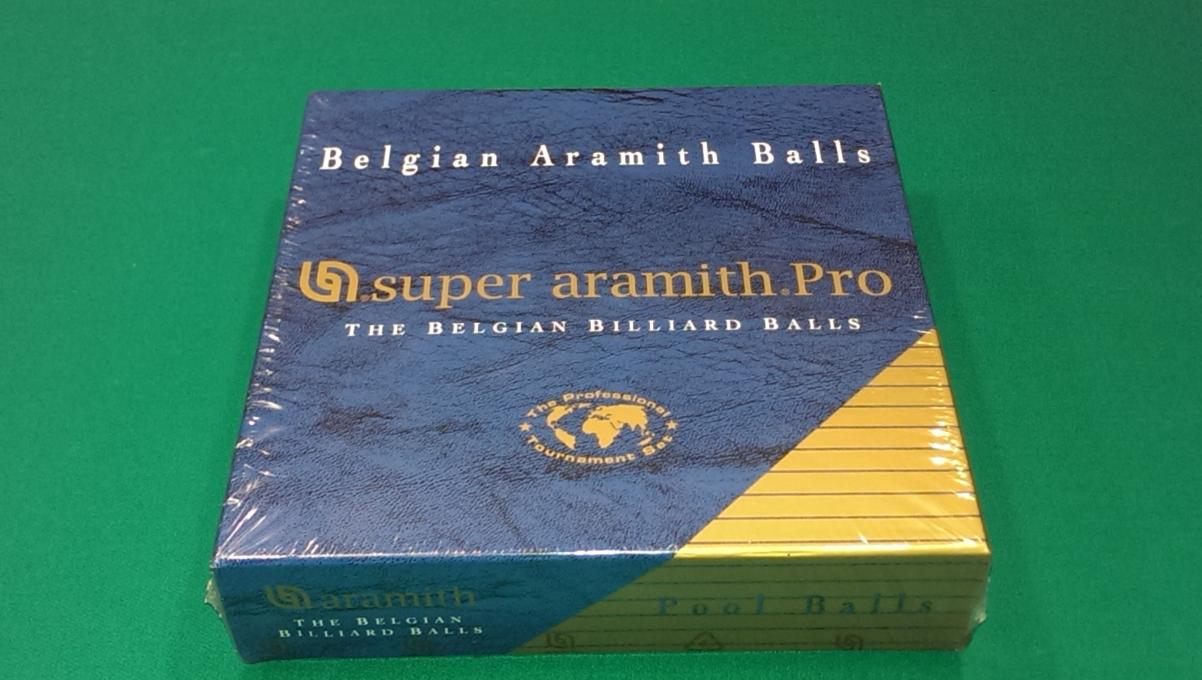 Belgian Aramith Balls
super aramith.Pro
THE BELGIAN BILLIARD BALLS
The Professional
Tournament Set
aramith
THE BELGIAN
BILLIARD BALLS
Pool Balls